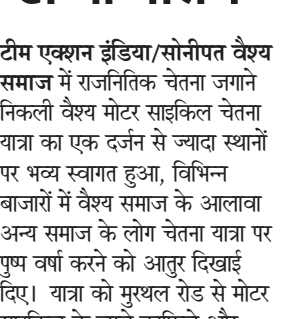 टीम एक्शन इंडिया/सोनीपत वैश्य
समाज में राजनितिक चेतना जगाने
निकली वैश्य मोटर साइकिल चेतना
यात्रा का एक दर्जन से ज्यादा स्थानों
पर भव्य स्वागत हुआ, विभिन्न
बाजारों में वैश्य समाज के आलावा
अन्य समाज के लोग चेतना यात्रा पर
पुष्प वर्षा करने को आतुर दिखाई
दिए। यात्रा को मुरथल रोड से मोटर